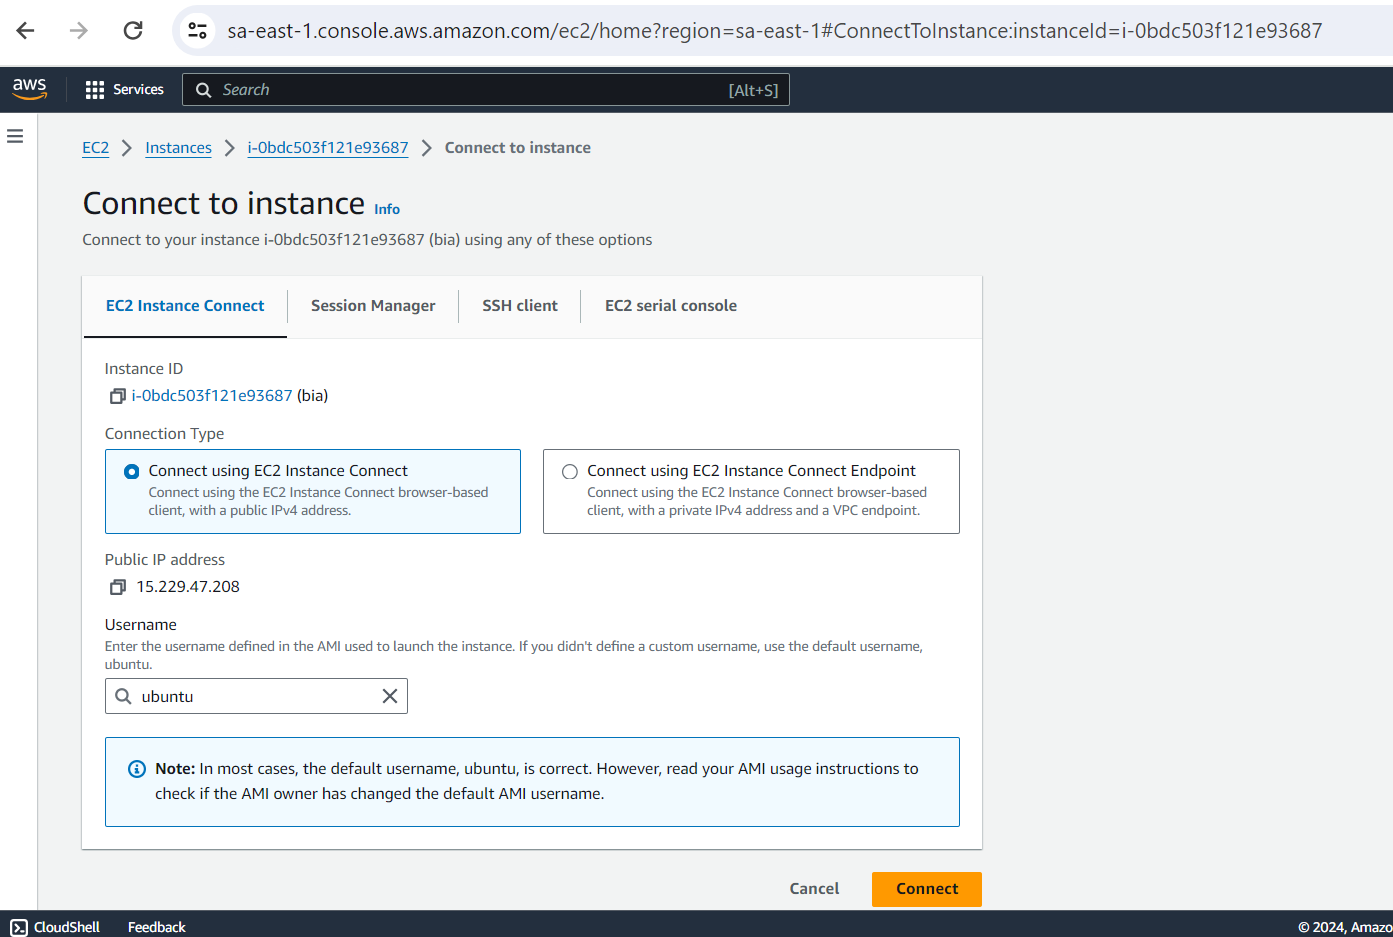 sa-east-1.console.aws.amazon.com/ec2/home?region=sa-east-1#ConnectToInstance:instanceId=i-0bdc503f121e93687
aws
Services
Search
[Alt+S]
EC2 > Instances > i-0bdc503f121e93687 > Connect to instance
Connect to instance Info
Connect to your instance i-0bdc503f121e93687 (bia) using any of these options
EC2 Instance Connect
Session Manager
SSH client
EC2 serial console
Instance ID
i-0bdc503f121e93687 (bia)
Connection Type
Connect using EC2 Instance Connect
Connect using the EC2 Instance Connect browser-based
client, with a public IPv4 address.
Connect using EC2 Instance Connect Endpoint
Connect using the EC2 Instance Connect browser-based
client, with a private IPv4 address and a VPC endpoint.
Public IP address
15.229.47.208
Username
Enter the username defined in the AMI used to launch the instance. If you didn't define a custom username, use the default username,
ubuntu.
ubuntu
Note: In most cases, the default username, ubuntu, is correct. However, read your AMI usage instructions to
check if the AMI owner has changed the default AMI username.
Cancel
Connect
CloudShell
Feedback
© 2024, Amazo